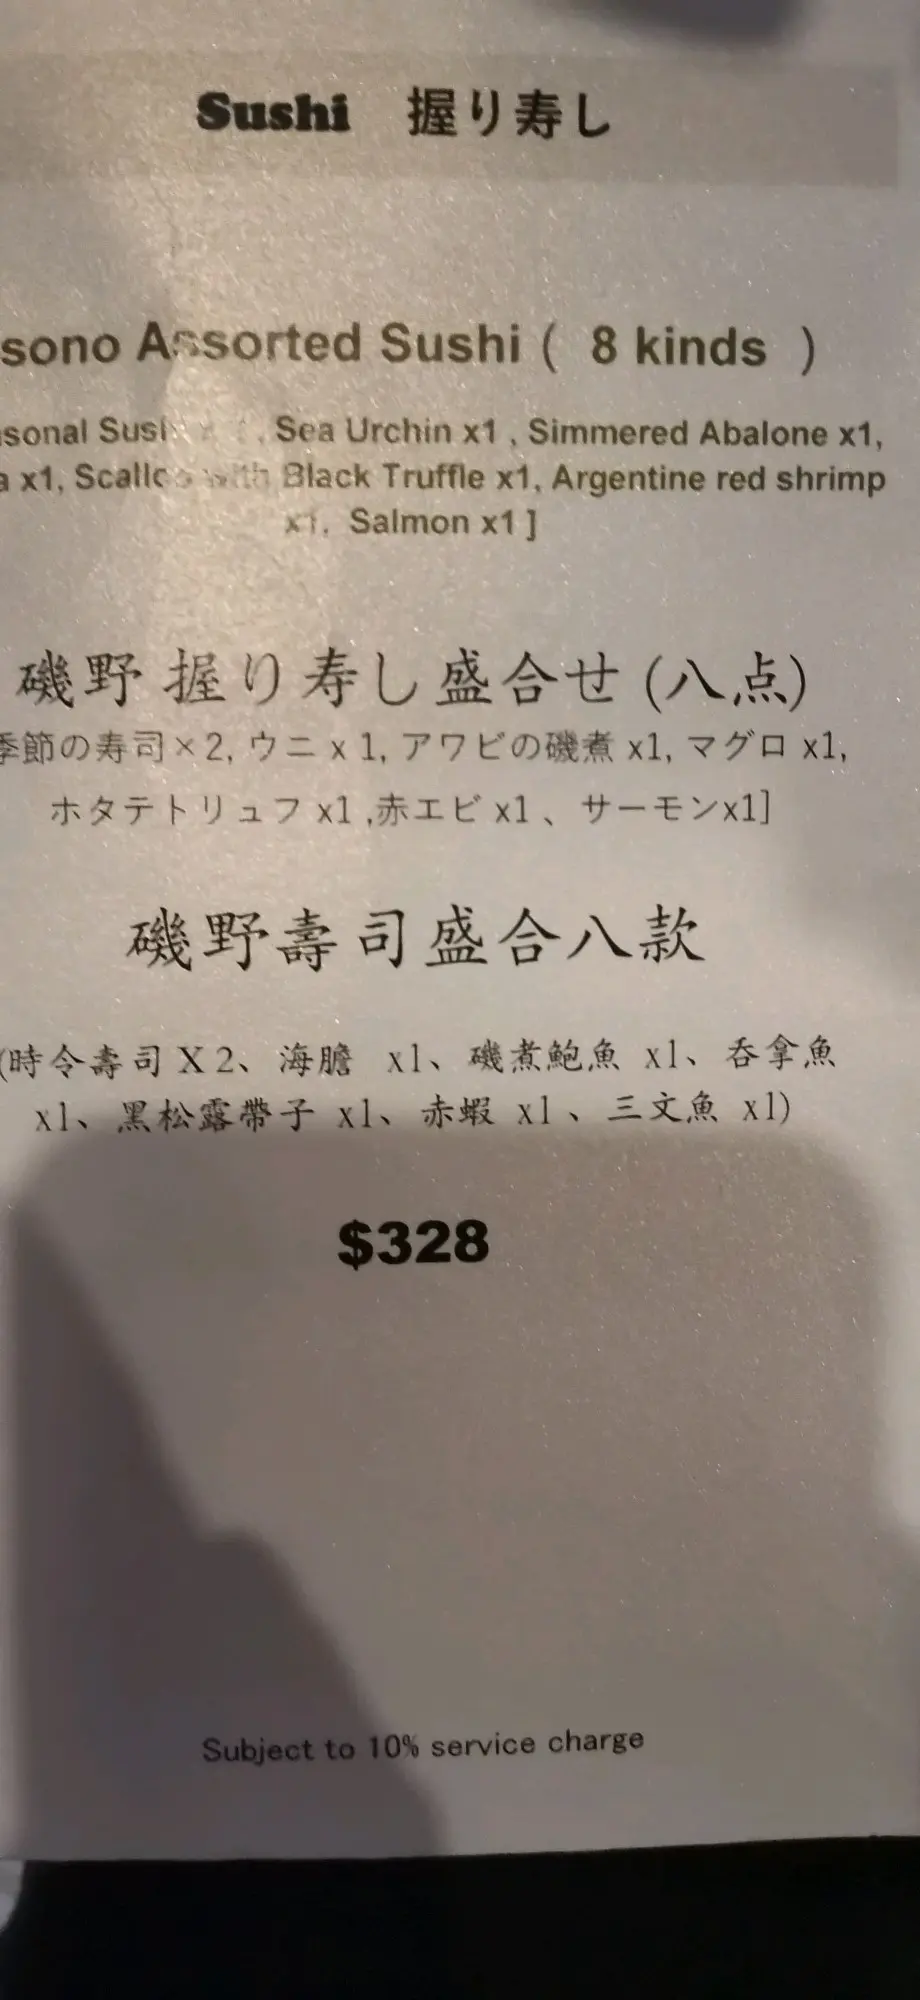 Sushi 握り寿し
sono Assorted Sushi ( 8 kinds )
Sea Urchin x1 , Simmered Abalone x1,
x1, Scallop with Black Truffle x1, Argentine red shrimp
x1, Salmon x1 ]
磯野 握り寿し盛合せ (八点)
季節の寿司×2, ウニ x 1, アワビの磯煮 x1, マグロ x1,
ホタテトリュフ x1 ,赤エビ x1 、 サーモンx1]
磯野壽司盛合八款
(時令壽司 X 2、 海膽 x1、 磯煮鮑魚 x1、 吞拿魚
x1、 黑松露帶子 x1、 赤蝦 x1 、 三文魚 x1)
$328
Subject to 10% service charge